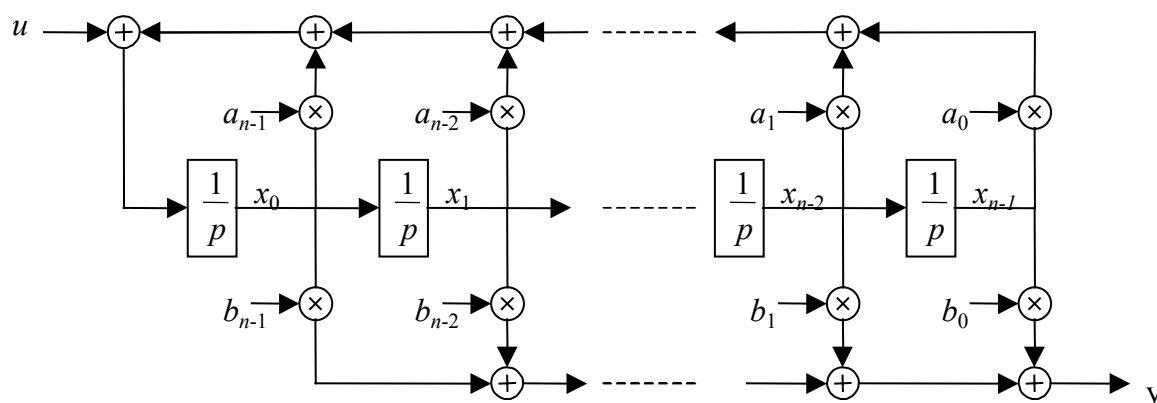 u
a_{n-1} a_{n-2} a_1 a_0
1/p x_0 1/p x_1 1/p x_{n-2} 1/p x_{n-1}
b_{n-1} b_{n-2} b_1 b_0
y